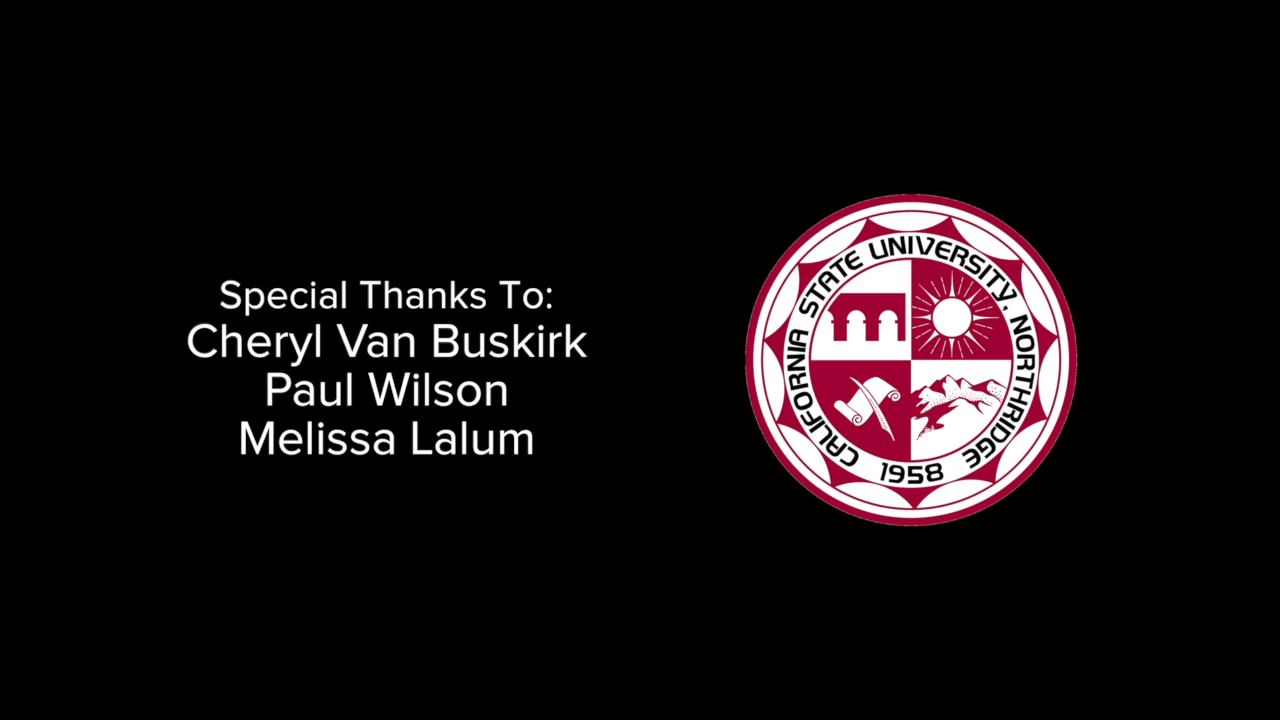 Special Thanks To:
Cheryl Van Buskirk
Paul Wilson
Melissa Lalum
CALIFORNIA STATE UNIVERSITY, NORTHRIDGE
1958